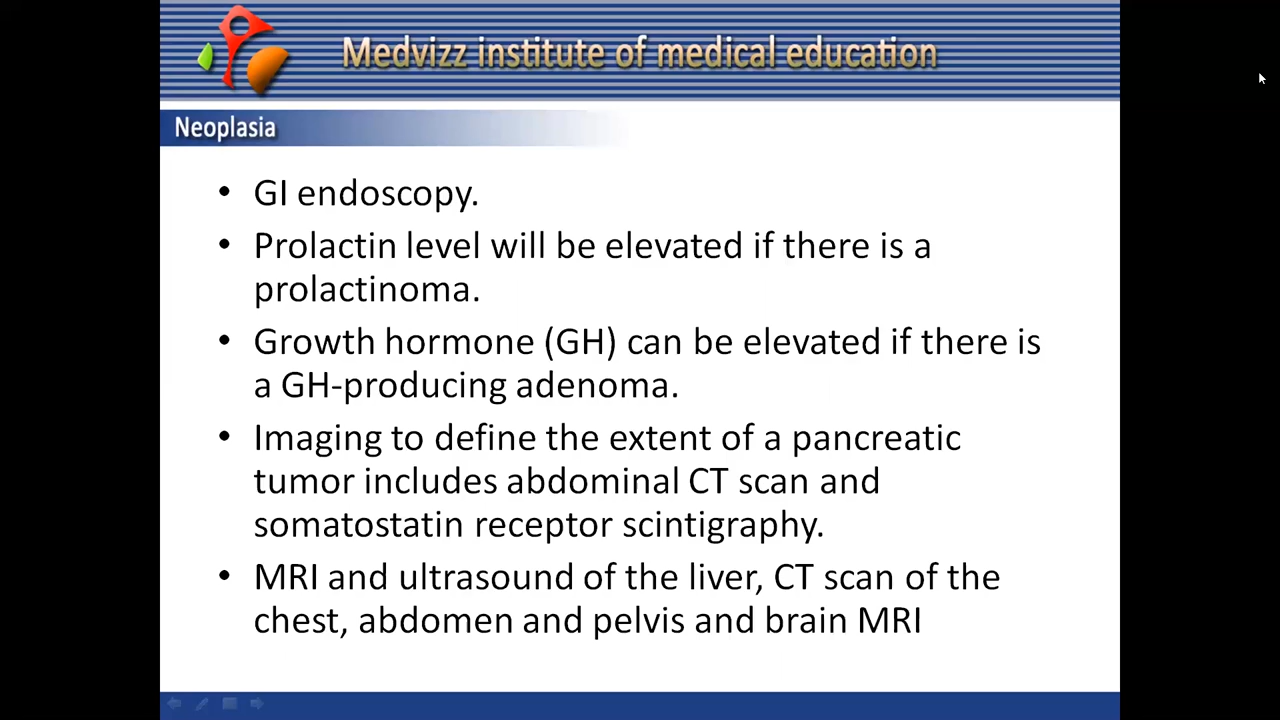 Medvizz institute of medical education
Neoplasia
• GI endoscopy.
• Prolactin level will be elevated if there is a
prolactinoma.
• Growth hormone (GH) can be elevated if there is
a GH-producing adenoma.
• Imaging to define the extent of a pancreatic
tumor includes abdominal CT scan and
somatostatin receptor scintigraphy.
• MRI and ultrasound of the liver, CT scan of the
chest, abdomen and pelvis and brain MRI